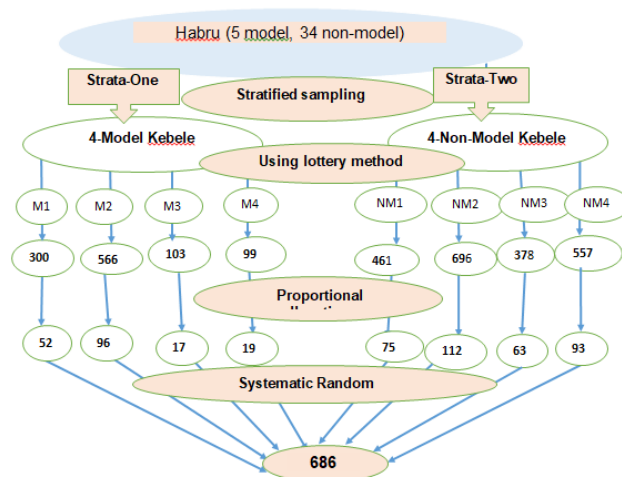 Habru (5 model, 34 non-model)
Strata-One
Strata-Two
Stratified sampling
4-Model Kebele
4-Non-Model Kebele
Using lottery method
M1 M2 M3 M4 NM1 NM2 NM3 NM4
300 566 103 99 461 696 378 557
Proportional
52 96 17 19 75 112 63 93
Systematic Random
686